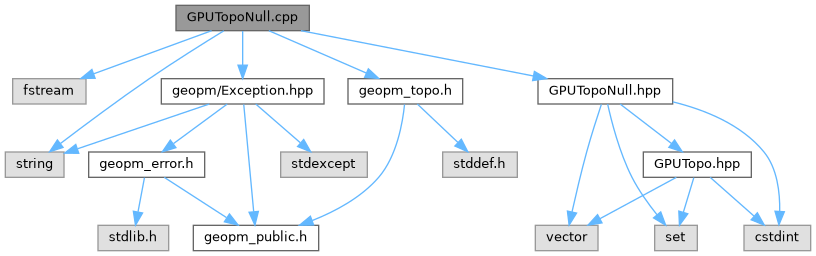 GPUTopoNull.cpp
fstream
geopm/Exception.hpp
geopm_topo.h
GPUTopoNull.hpp
string
geopm_error.h
stdexcept
stddef.h
GPUTopo.hpp
stdlib.h
geopm_public.h
vector
set
cstdint